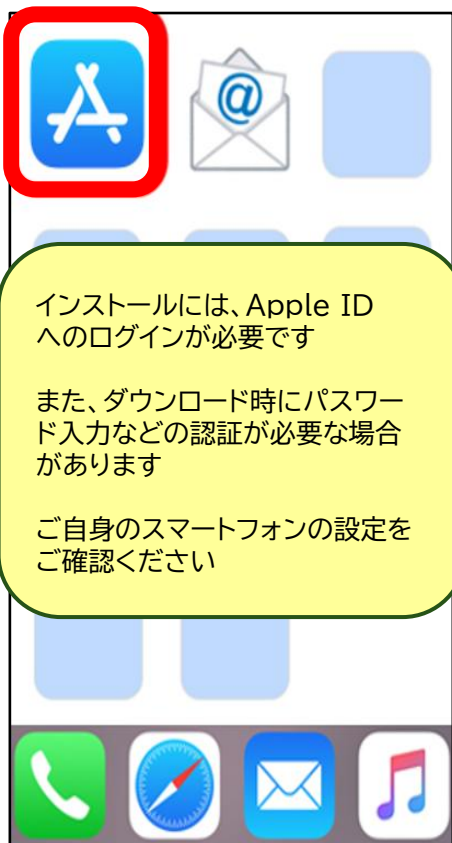 @
インストールには、Apple ID
へのログインが必要です
また、ダウンロード時にパスワー
ド入力などの認証が必要な場合
があります
ご自身のスマートフォンの設定を
ご確認ください